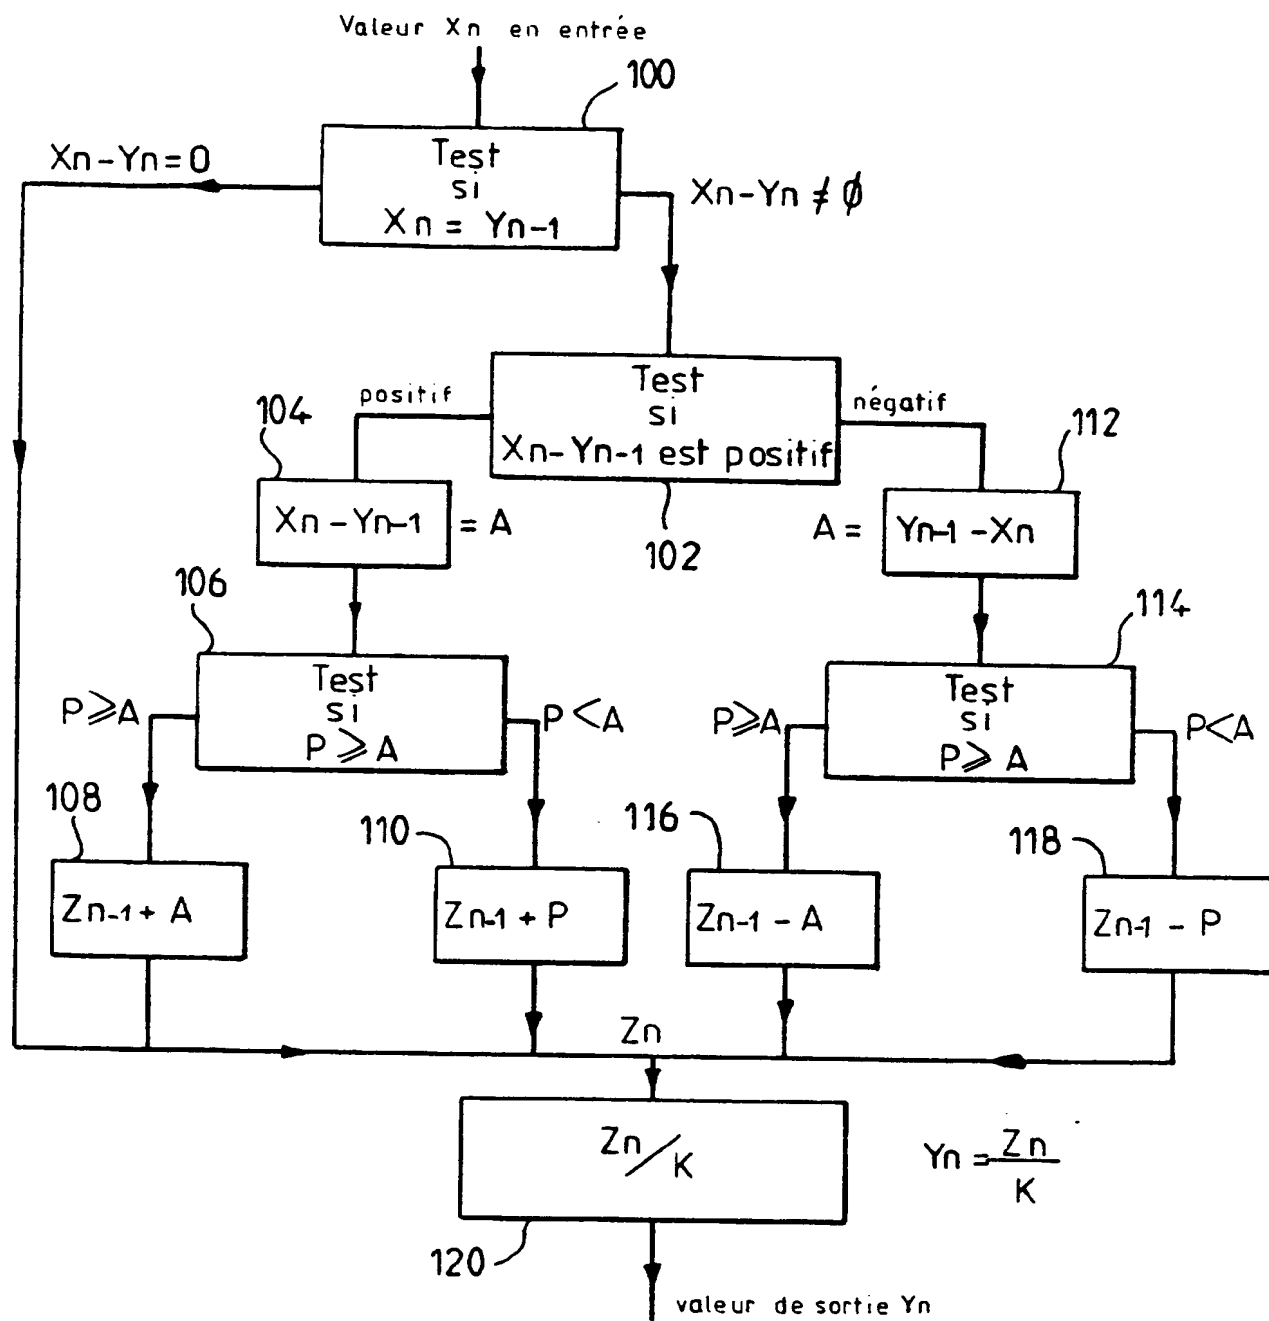 Valeur Xn en entrée
100
Test
si
Xn = Yn-1
Xn-Yn=0
Xn-Yn ≠ ∅
Test
si
Xn-Yn-1 est positif
positif
négatif
104
112
Xn-Yn-1 = A
102
A = Yn-1-Xn
106
114
Test
si
P ⩾ A
P⩾A
P<A
Test
si
P⩾ A
P⩾A
P<A
108
110
116
118
Zn-1+ A
Zn-1 + P
Zn-1 - A
Zn-1 - P
Zn
Zn/K
Yn = Zn/K
120
valeur de sortie Yn